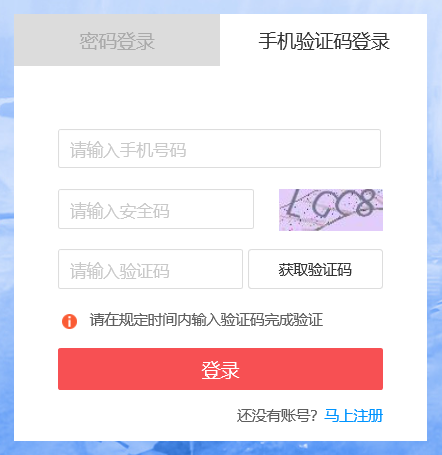 密码登录 手机验证码登录
请输入手机号码
请输入安全码 LCC8
请输入验证码 获取验证码
请在规定时间内输入验证码完成验证
登录
还没有账号？马上注册